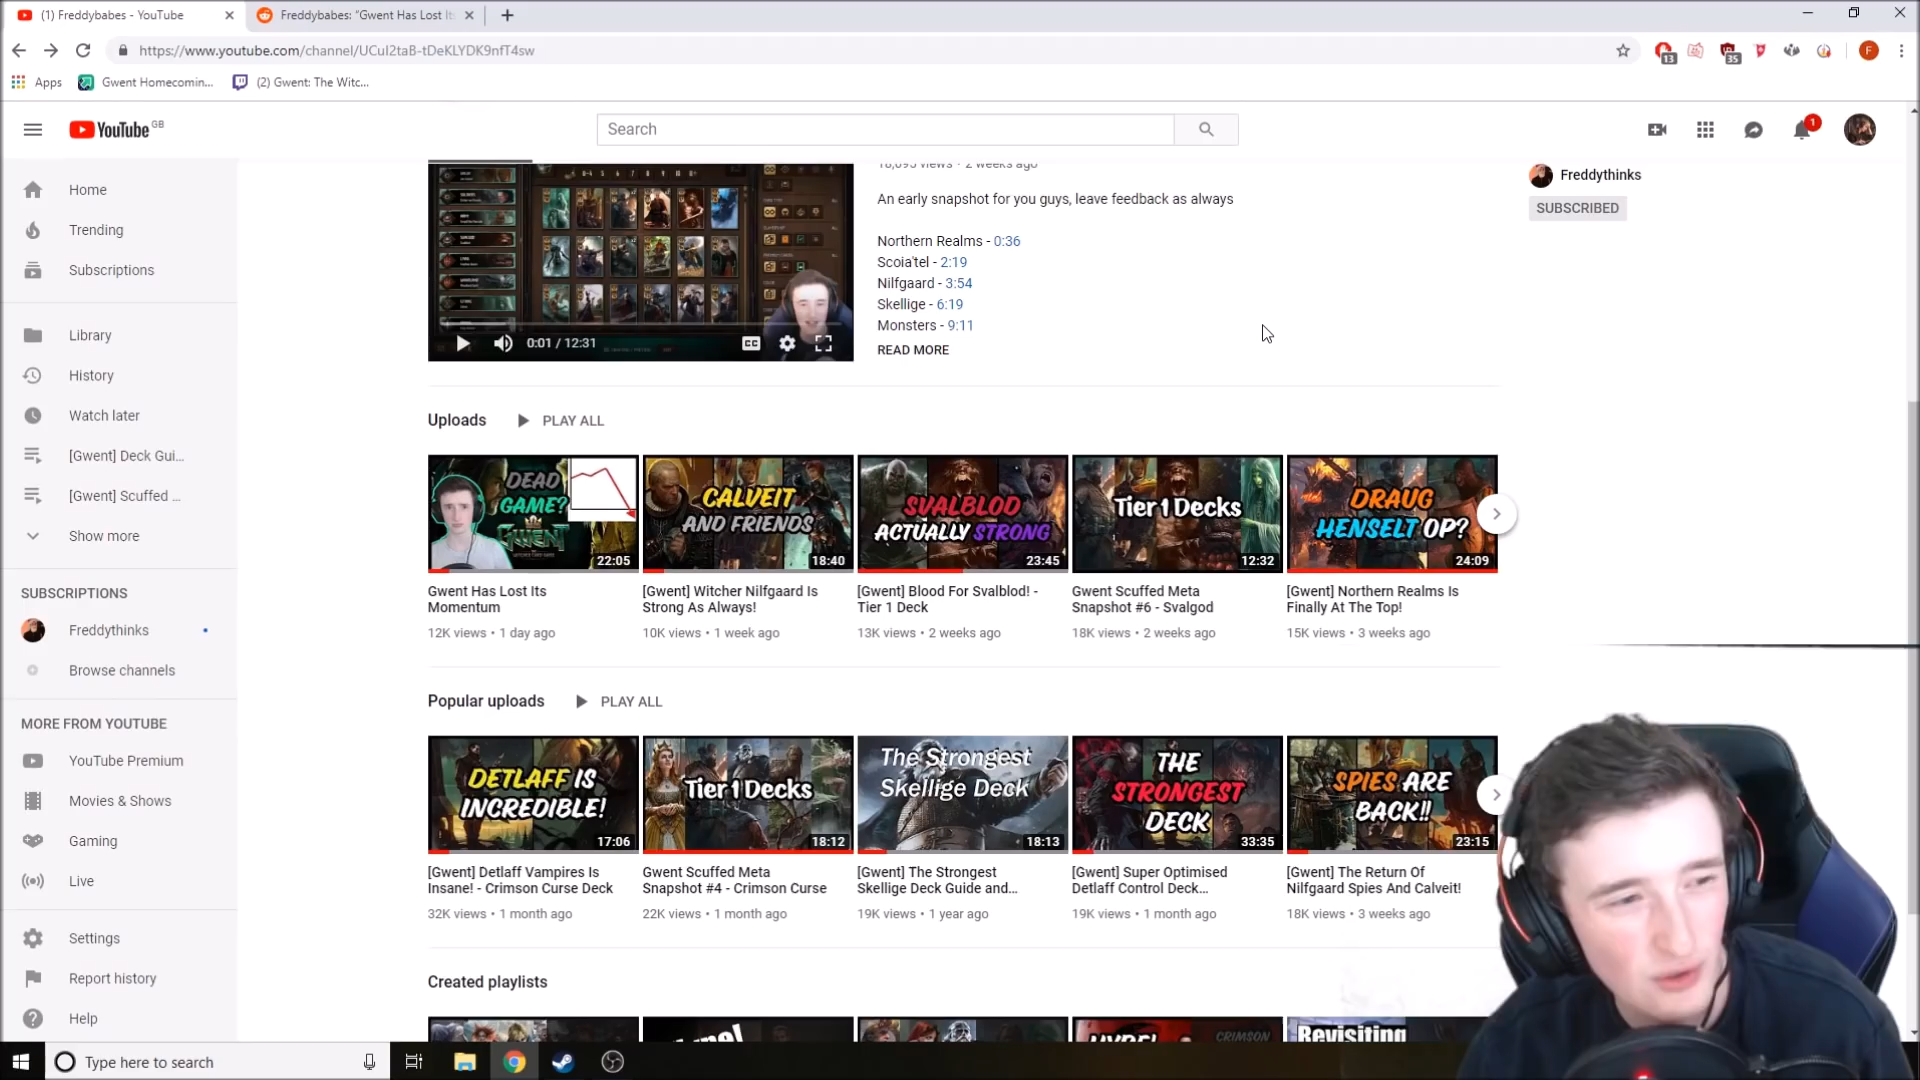 (1) Freddybabes - YouTube
Freddybabes: "Gwent Has Lost It
https://www.youtube.com/channel/UCuI2taB-tDeKLYDK9nfT4sw
13
35
F
Apps
Gwent Homecomin...
(2) Gwent: The Witc...
YouTube GB
Search
1
18,693 views • 2 weeks ago
Freddythinks
SUBSCRIBED
An early snapshot for you guys, leave feedback as always
Northern Realms - 0:36
Scoia'tel - 2:19
Nilfgaard - 3:54
Skellige - 6:19
Monsters - 9:11
READ MORE
0:01 / 12:31
CC
Home
Trending
Subscriptions
Library
History
Watch later
[Gwent] Deck Gui...
[Gwent] Scuffed ...
Show more
SUBSCRIPTIONS
Freddythinks
Browse channels
MORE FROM YOUTUBE
YouTube Premium
Movies & Shows
Gaming
Live
Settings
Report history
Help
Uploads
PLAY ALL
DEAD
GAME?
GWENT
22:05
Gwent Has Lost Its
Momentum
12K views • 1 day ago
CALVEIT
AND FRIENDS
18:40
[Gwent] Witcher Nilfgaard Is
Strong As Always!
10K views • 1 week ago
SVALBLOD
ACTUALLY STRONG
23:45
[Gwent] Blood For Svalblod! -
Tier 1 Deck
13K views • 2 weeks ago
Tier 1 Decks
12:32
Gwent Scuffed Meta
Snapshot #6 - Svalgod
18K views • 2 weeks ago
DRAUG
HENSELT OP?
24:09
[Gwent] Northern Realms Is
Finally At The Top!
15K views • 3 weeks ago
Popular uploads
PLAY ALL
DETLAFF IS
INCREDIBLE!
17:06
[Gwent] Detlaff Vampires Is
Insane! - Crimson Curse Deck
32K views • 1 month ago
Tier 1 Decks
18:12
Gwent Scuffed Meta
Snapshot #4 - Crimson Curse
22K views • 1 month ago
The Strongest
Skellige Deck
18:13
[Gwent] The Strongest
Skellige Deck Guide and...
19K views • 1 year ago
THE
STRONGEST
DECK
33:35
[Gwent] Super Optimised
Detlaff Control Deck...
19K views • 1 month ago
SPIES ARE
BACK!!
23:15
[Gwent] The Return Of
Nilfgaard Spies And Calveit!
18K views • 3 weeks ago
Created playlists
CRIMSON
Revisiting
Type here to search